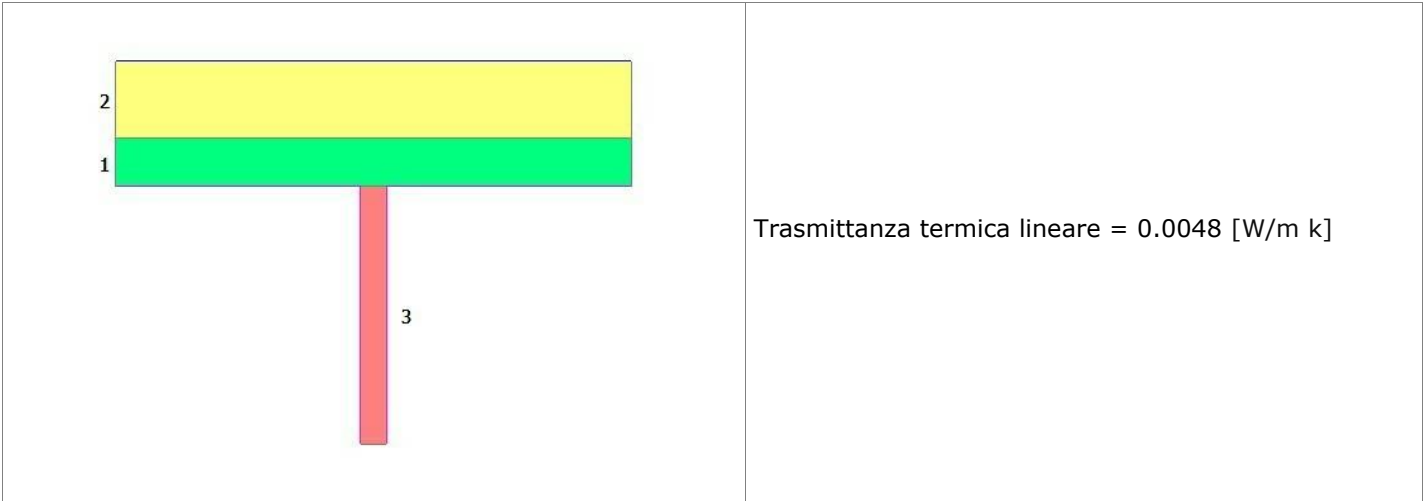 2
1
3
Trasmittanza termica lineare = 0.0048 [W/m k]